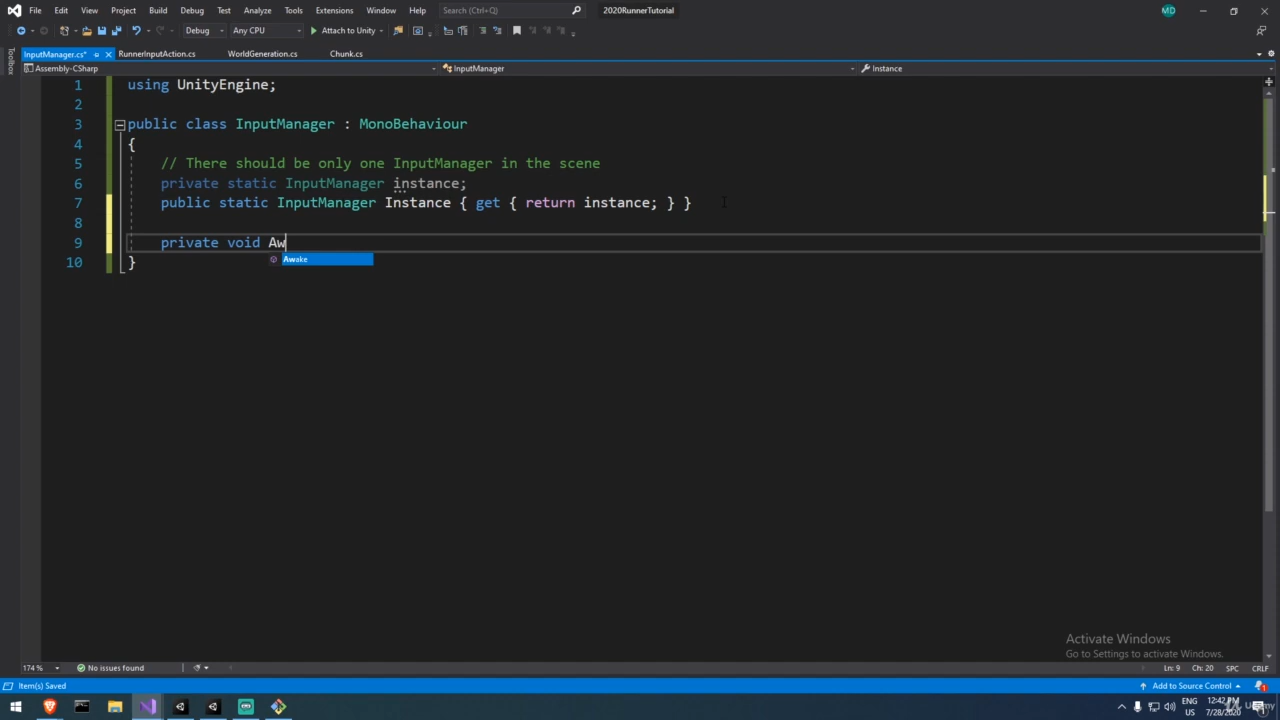 File Edit View Project Build Debug Test Analyze Tools Extensions Window Help Search (Ctrl+Q) 2020RunnerTutorial MD
Debug Any CPU Attach to Unity
InputManager.cs* RunnerInputAction.cs WorldGeneration.cs Chunk.cs
Assembly-CSharp InputManager Instance
Toolbox
1 using UnityEngine;
2
3 public class InputManager : MonoBehaviour
4 {
5 // There should be only one InputManager in the scene
6 private static InputManager instance;
7 public static InputManager Instance { get { return instance; } }
8
9 private void Aw
Awake
10 }
Activate Windows
Go to Settings to activate Windows.
174 % No issues found Ln: 9 Ch: 20 SPC CRLF
Item(s) Saved Add to Source Control 1
ENG 12:42 PM
US 7/28/2020
Udemy